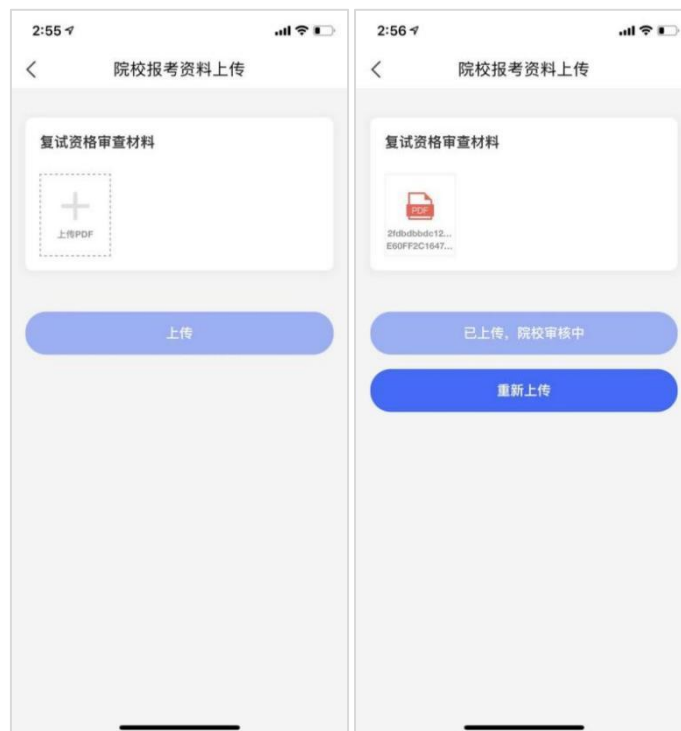 2:55
院校报考资料上传
复试资格审查材料
上传PDF
上传
2:56
院校报考资料上传
复试资格审查材料
PDF
2fdbdbbdc12...
E60FF2C1647...
已上传，院校审核中
重新上传